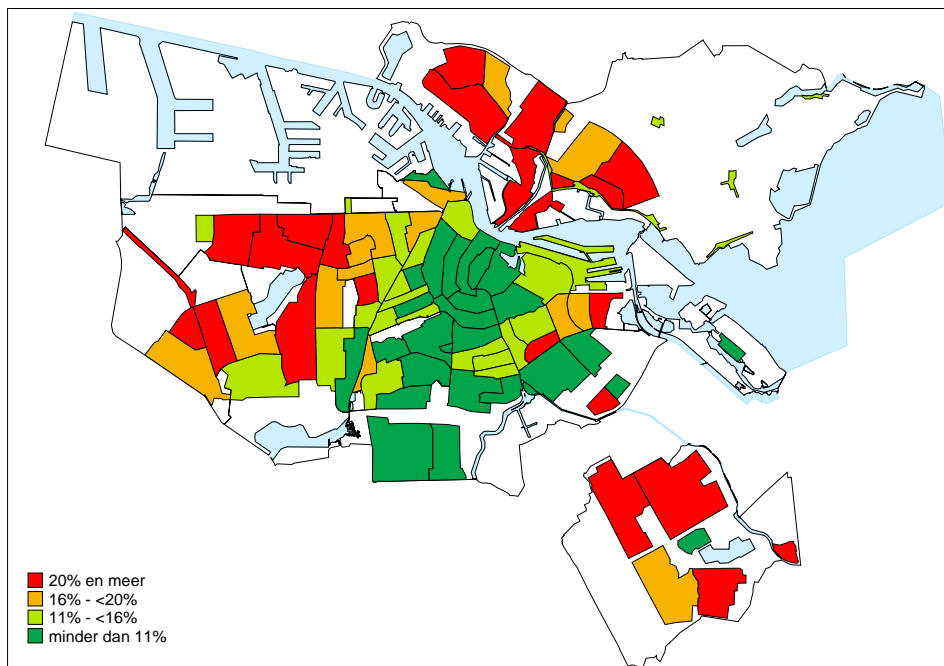 20% en meer
16% - <20%
11% - <16%
minder dan 11%